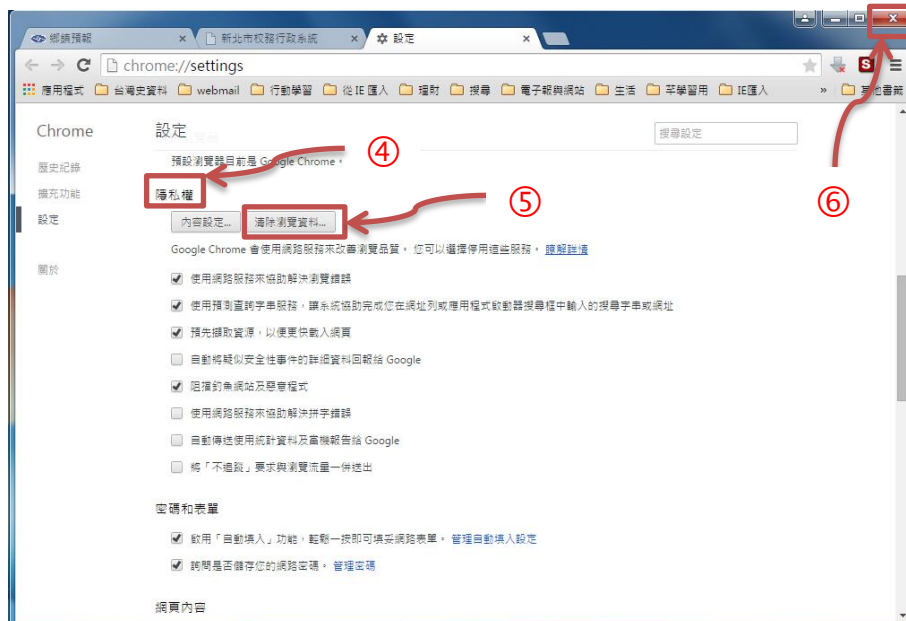 鄉鎮預報 × 新北市校務行政系統 × 設定 ×
chrome://settings
應用程式 台灣史資料 webmail 行動學習 從 IE 匯入 理財 搜尋 電子報與網站 生活 苹學習用 IE匯入 » 其他書籤
Chrome
設定
搜尋設定
歷史紀錄
擴充功能
設定
關於
預設瀏覽器目前是 Google Chrome。
④
隱私權
⑤
⑥
內容設定... 清除瀏覽資料...
Google Chrome 會使用網路服務來改善瀏覽品質。 您可以選擇停用這些服務。 瞭解詳情
使用網路服務來協助解決瀏覽錯誤
使用預測查詢字串服務，讓系統協助完成您在網址列或應用程式啟動器搜尋框中輸入的搜尋字串或網址
預先擷取資源，以便更快載入網頁
自動將疑似安全性事件的詳細資料回報給 Google
阻擋釣魚網站及惡意程式
使用網路服務來協助解決拼字錯誤
自動傳送使用統計資料及當機報告給 Google
將「不追蹤」要求與瀏覽流量一併送出
密碼和表單
啟用「自動填入」功能，輕鬆一按即可填妥網路表單。 管理自動填入設定
詢問是否儲存您的網路密碼。 管理密碼
網頁內容